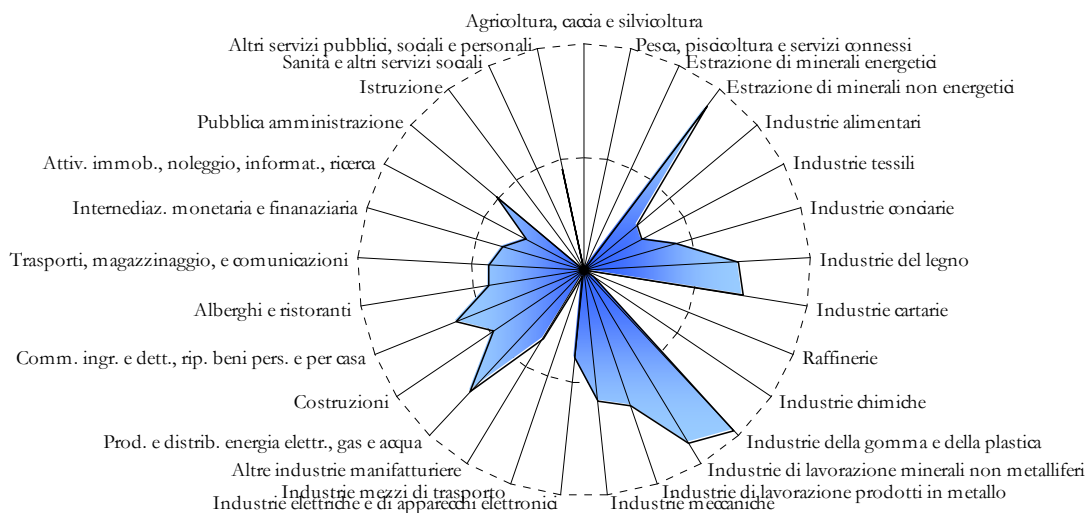 Agricoltura, caccia e silvicoltura
Pesca, piscicoltura e servizi connessi
Estrazione di minerali energetici
Estrazione di minerali non energetici
Industrie alimentari
Industrie tessili
Industrie conciarie
Industrie del legno
Industrie cartarie
Raffinerie
Industrie chimiche
Industrie della gomma e della plastica
Industrie di lavorazione minerali non metalliferi
Industrie di lavorazione prodotti in metallo
Industrie meccaniche
Industrie elettriche e di apparecchi elettronici
Industrie mezzi di trasporto
Altre industrie manifatturiere
Prod. e distrib. energia elettr., gas e acqua
Costruzioni
Comm. ingr. e dett., rip. beni pers. e per casa
Alberghi e ristoranti
Trasporti, magazzinaggio, e comunicazioni
Internediaz. monetaria e finanaziaria
Attiv. immob., noleggio, informat., ricerca
Pubblica amministrazione
Istruzione
Sanità e altri servizi sociali
Altri servizi pubblici, sociali e personali